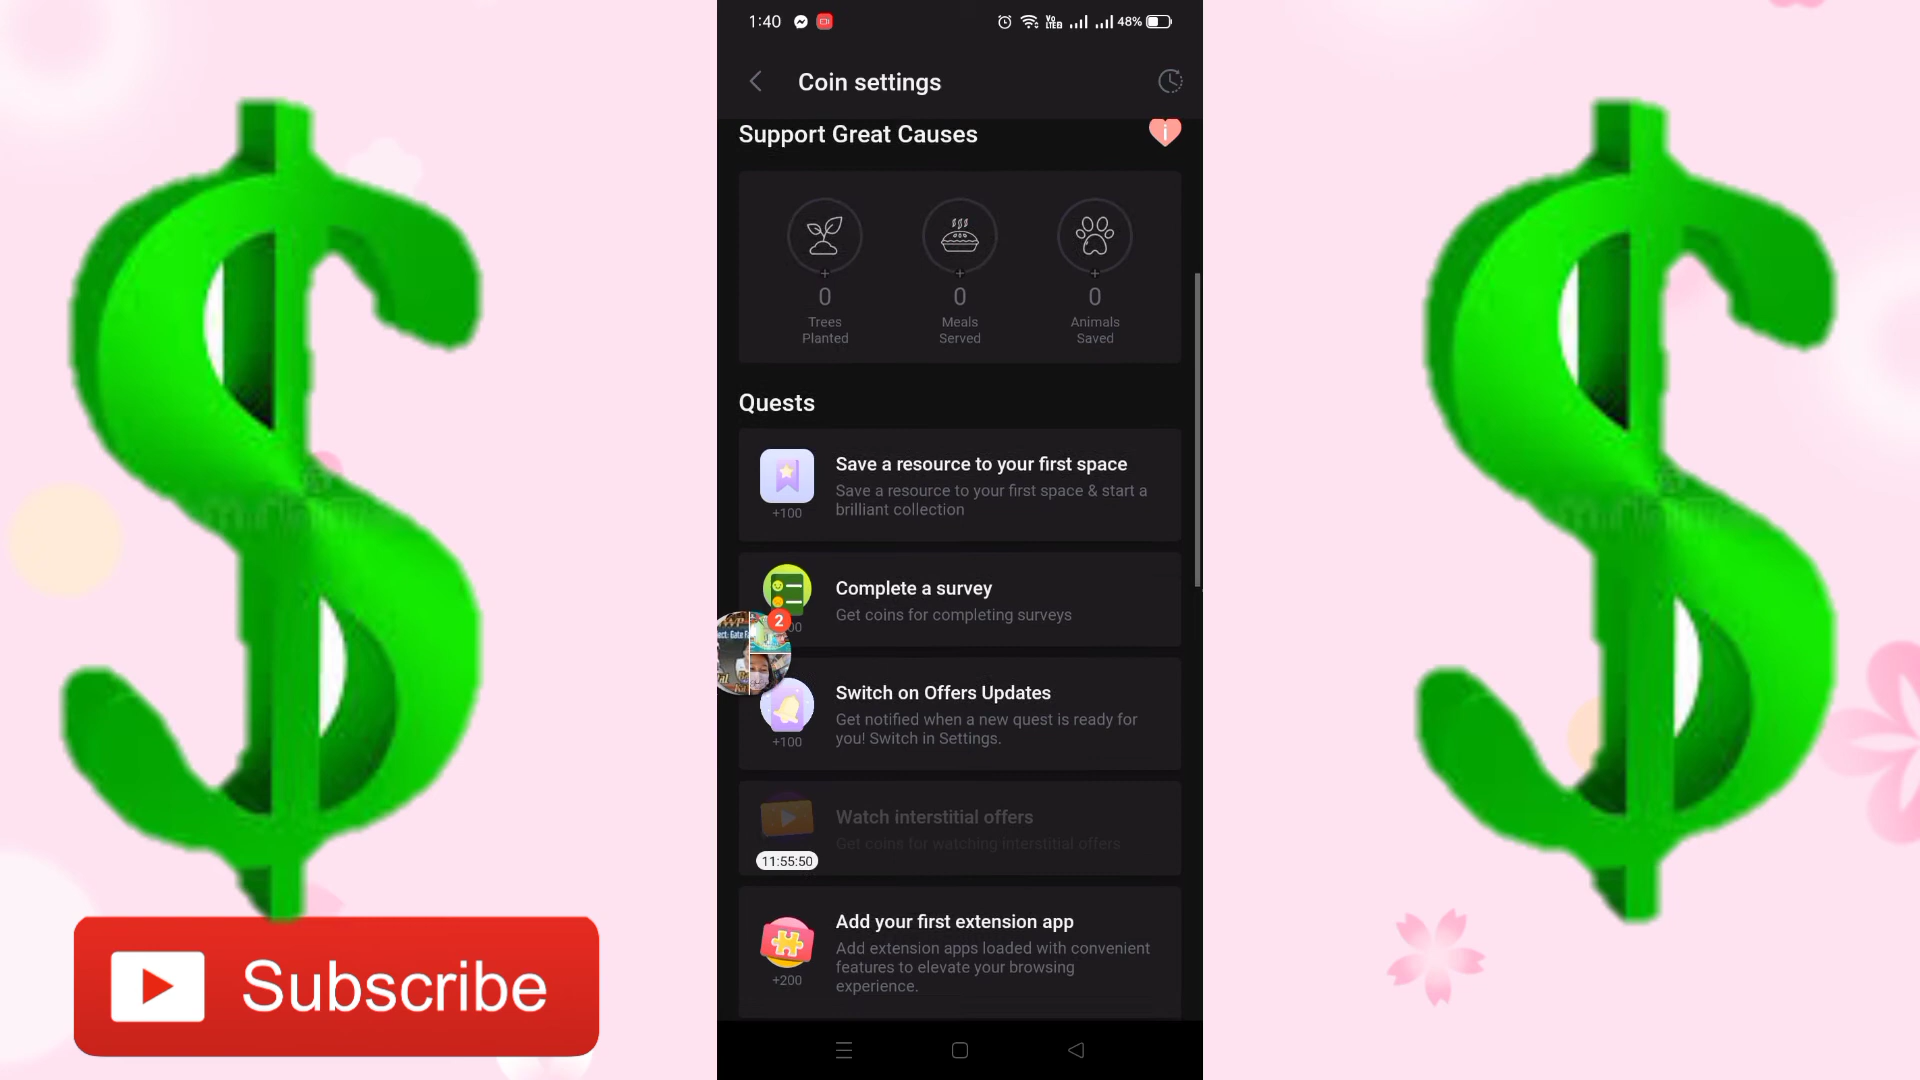 1:40
Vo
LTE2
48%
Coin settings
Support Great Causes
0
Trees
Planted
0
Meals
Served
0
Animals
Saved
Quests
Save a resource to your first space
Save a resource to your first space & start a
brilliant collection
+100
Complete a survey
Get coins for completing surveys
2
Switch on Offers Updates
Get notified when a new quest is ready for
you! Switch in Settings.
+100
Watch interstitial offers
Get coins for watching interstitial offers
11:55:50
Add your first extension app
Add extension apps loaded with convenient
features to elevate your browsing
experience.
+200
Subscribe